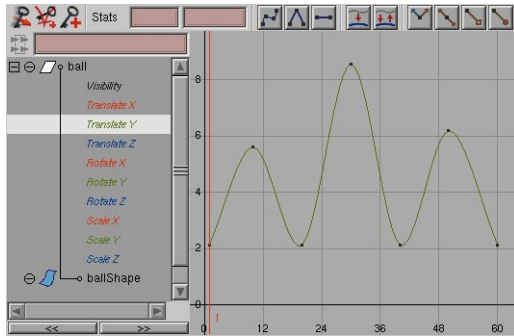 Stats
ball
Visibility
Translate X
Translate Y
Translate Z
Rotate X
Rotate Y
Rotate Z
Scale X
Scale Y
Scale Z
ballShape
<< >>
8
6
4
2
0
1
0 12 24 36 48 60